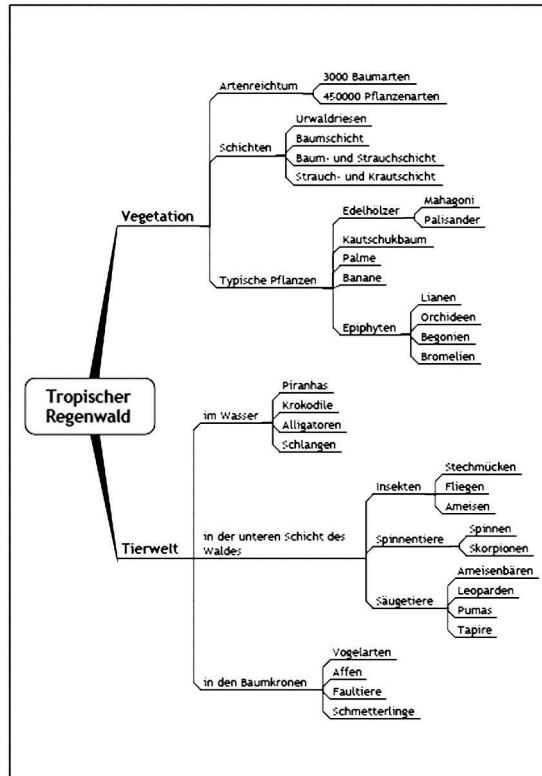 Tropischer
Regenwald
Vegetation
Artenreichtum
3000 Baumarten
450000 Pflanzenarten
Schichten
Urwaldriesen
Baumschicht
Baum- und Strauchschicht
Strauch- und Krautschicht
Typische Pflanzen
Edelhölzer
Mahagoni
Palisander
Kautschukbaum
Palme
Banane
Epiphyten
Lianen
Orchideen
Begonien
Bromelien
Tierwelt
im Wasser
Piranhas
Krokodile
Alligatoren
Schlangen
in der unteren Schicht des
Waldes
Insekten
Stechmücken
Fliegen
Ameisen
Spinnentiere
Spinnen
Skorpionen
Säugetiere
Ameisenbären
Leoparden
Pumas
Tapire
in den Baumkronen
Vogelarten
Affen
Faultiere
Schmetterlinge